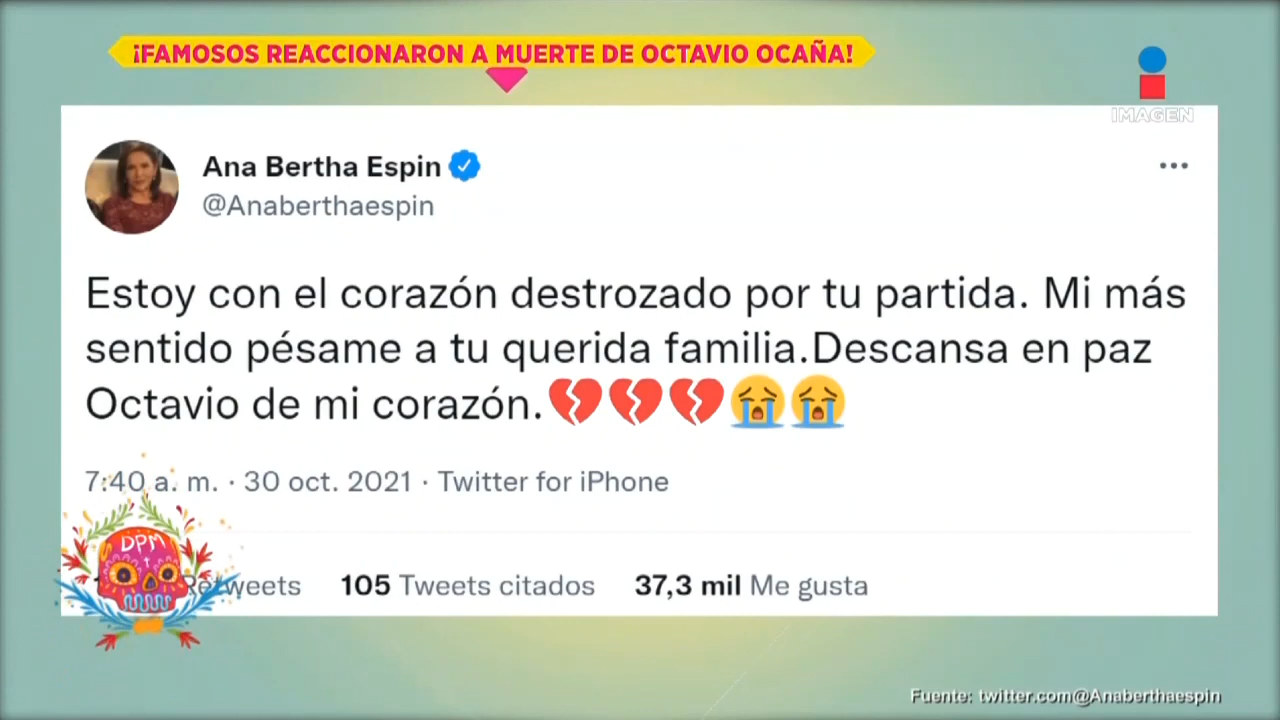 ¡FAMOSOS REACCIONARON A MUERTE DE OCTAVIO OCAÑA!
IMAGEN
Ana Bertha Espin
@Anaberthaespin
Estoy con el corazón destrozado por tu partida. Mi más
sentido pésame a tu querida familia.Descansa en paz
Octavio de mi corazón.💔💔💔😭😭
7:40 a. m. · 30 oct. 2021 · Twitter for iPhone
DPM
Retweets 105 Tweets citados 37,3 mil Me gusta
Fuente: twitter.com@Anaberthaespin